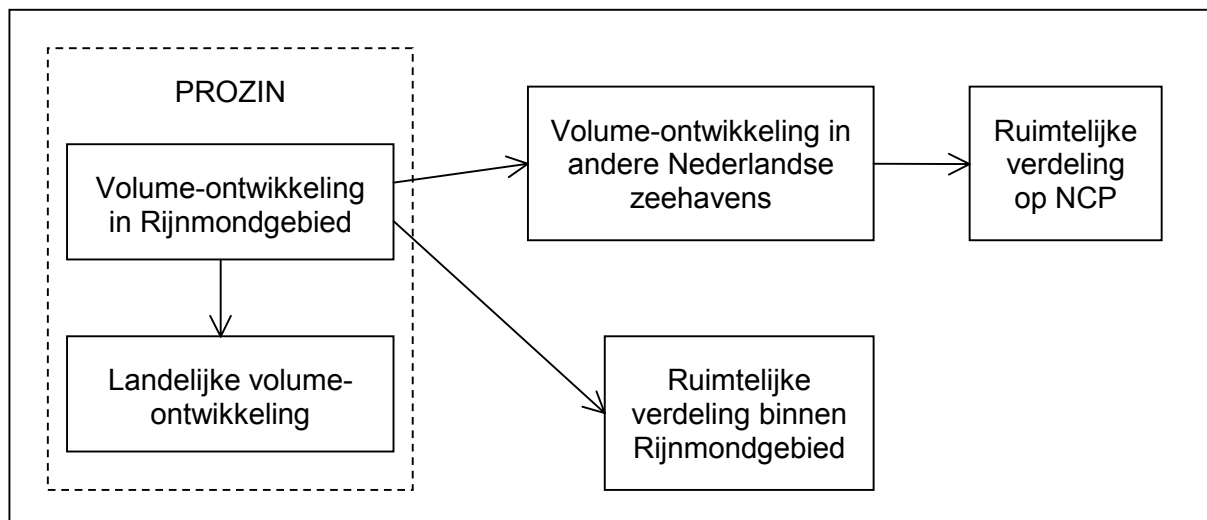 PROZIN
Volume-ontwikkeling
in Rijnmondgebied
Landelijke volume-
ontwikkeling
Volume-ontwikkeling in
andere Nederlandse
zeehavens
Ruimtelijke
verdeling
op NCP
Ruimtelijke
verdeling binnen
Rijnmondgebied